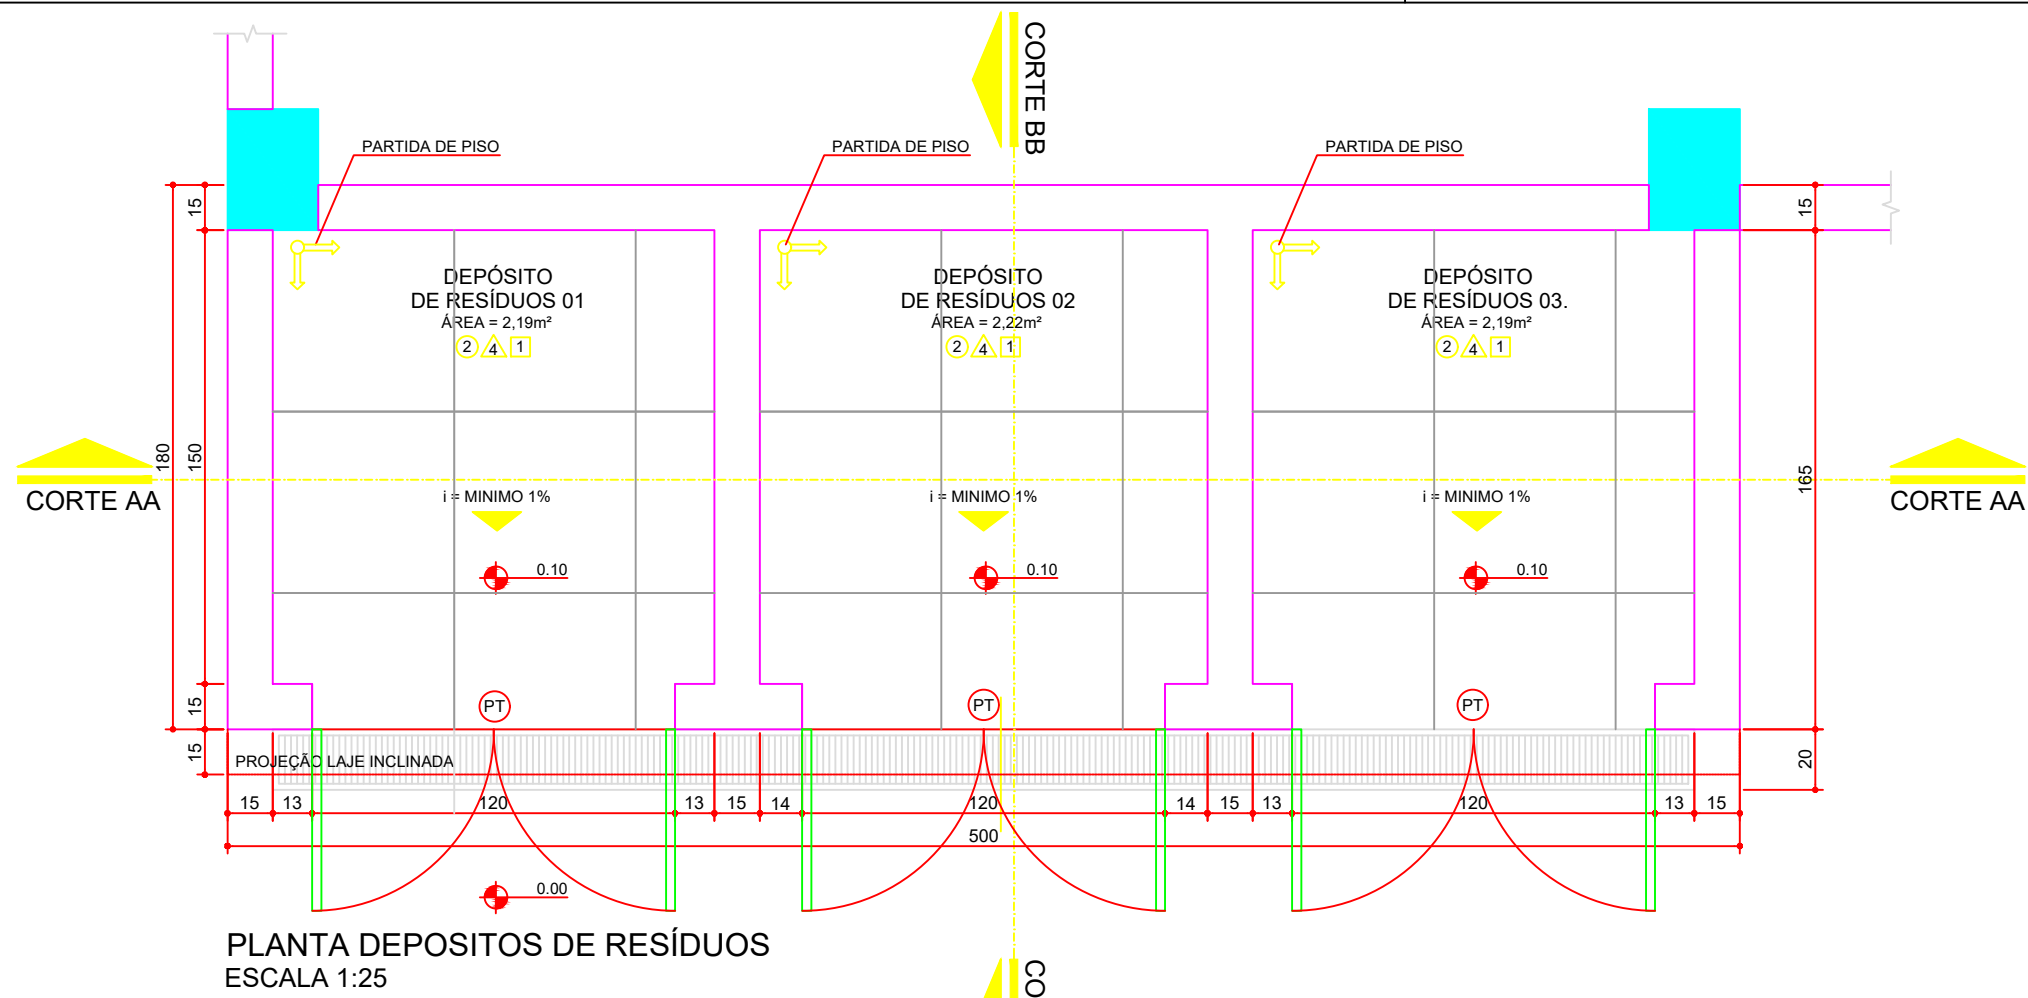 CORTE BB
PARTIDA DE PISO
PARTIDA DE PISO
PARTIDA DE PISO
15
15
DEPÓSITO
DE RESÍDUOS 01
ÁREA = 2,19m²
2 4 1
DEPÓSITO
DE RESÍDUOS 02
ÁREA = 2,22m²
2 4 1
DEPÓSITO
DE RESÍDUOS 03.
ÁREA = 2,19m²
2 4 1
180
150
165
CORTE AA
CORTE AA
i = MINIMO 1%
i = MINIMO 1%
i = MINIMO 1%
0.10
0.10
0.10
15
PT
PT
PT
15
PROJEÇÃO LAJE INCLINADA
20
15 13 120 13 15 14 120 14 15 13 120 13 15
500
0.00
PLANTA DEPOSITOS DE RESÍDUOS
ESCALA 1:25
CO